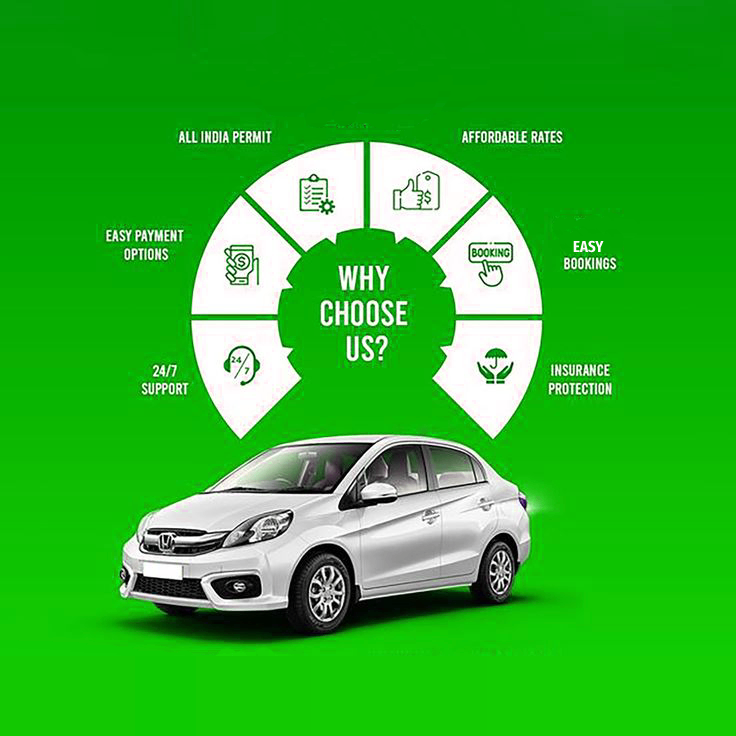 ALL INDIA PERMIT
AFFORDABLE RATES
EASY PAYMENT
OPTIONS
BOOKING
EASY
BOOKINGS
WHY
CHOOSE
US?
24/7
24/7
SUPPORT
INSURANCE
PROTECTION